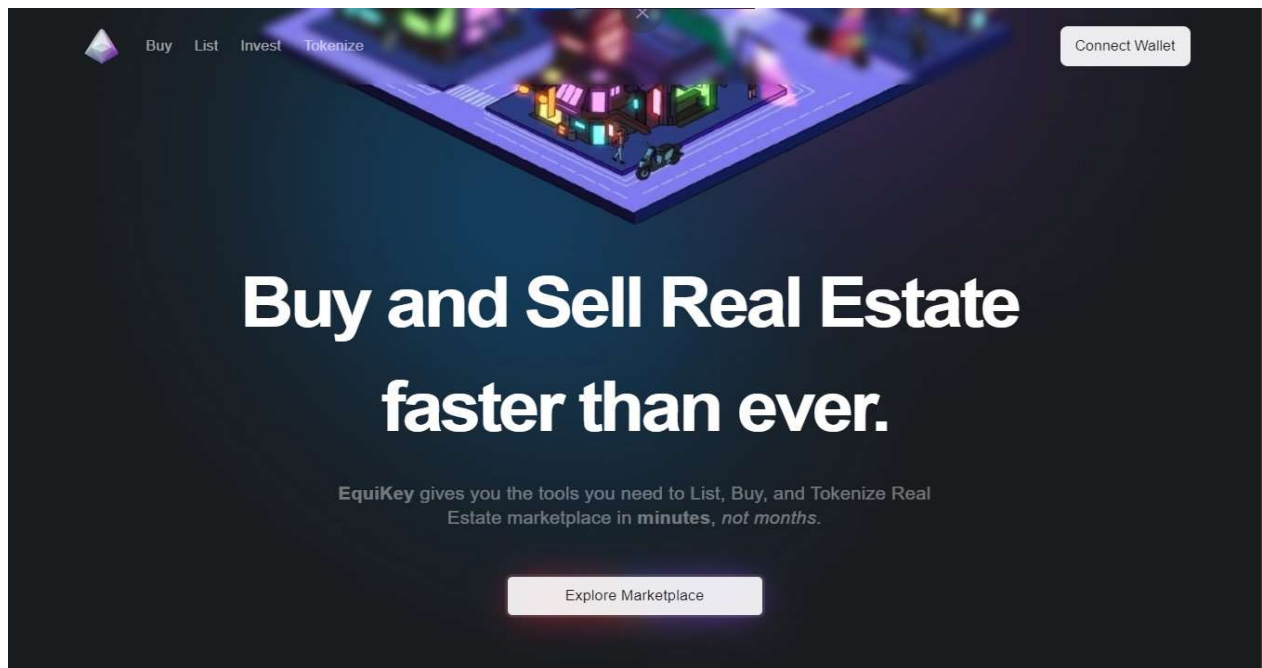 Buy List Invest Tokenize
Connect Wallet
Buy and Sell Real Estate
faster than ever.
EquiKey gives you the tools you need to List, Buy, and Tokenize Real
Estate marketplace in minutes, not months.
Explore Marketplace